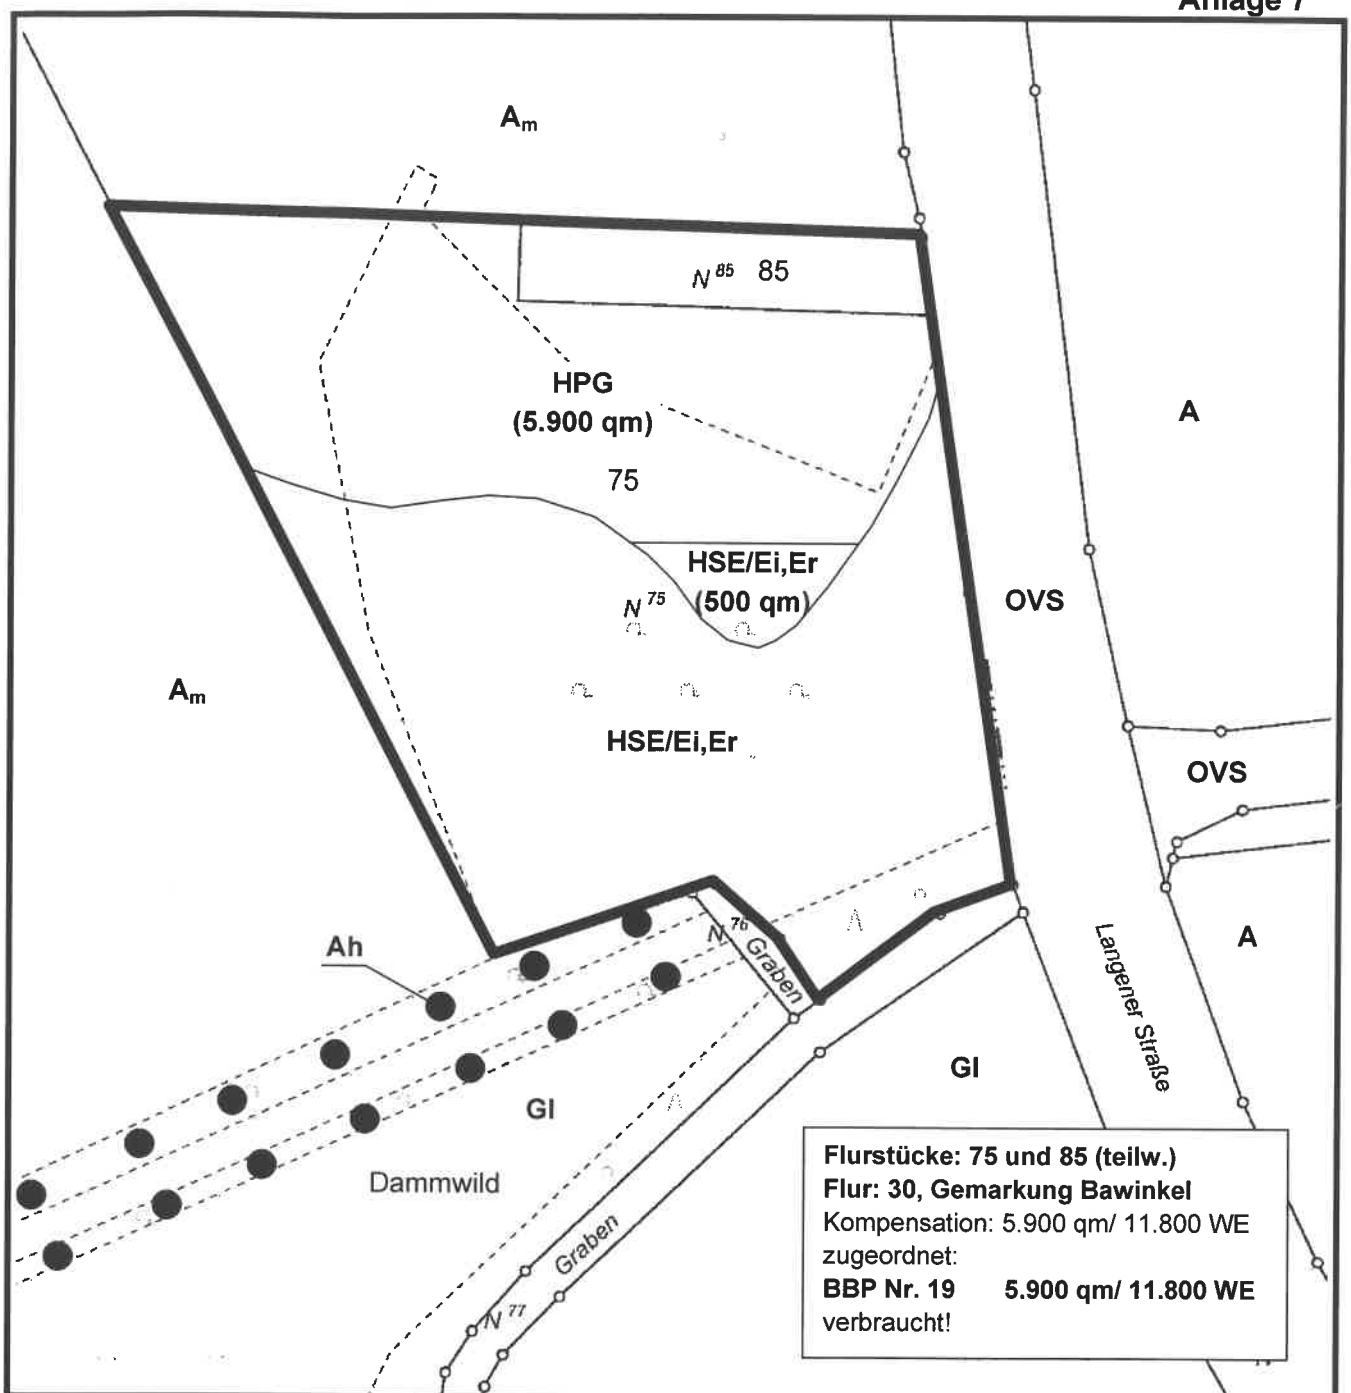 Anlage 7
Am
N 85 85
HPG
(5.900 qm)
A
75
HSE/Ei,Er
(500 qm)
N 75
OVS
Am
HSE/Ei,Er
OVS
Ah
N 76
Graben
A
Langener Straße
GI
GI
Dammwild
Graben
N 77
Flurstücke: 75 und 85 (teilw.)
Flur: 30, Gemarkung Bawinkel
Kompensation: 5.900 qm/ 11.800 WE
zugeordnet:
BBP Nr. 19 5.900 qm/ 11.800 WE
verbraucht!